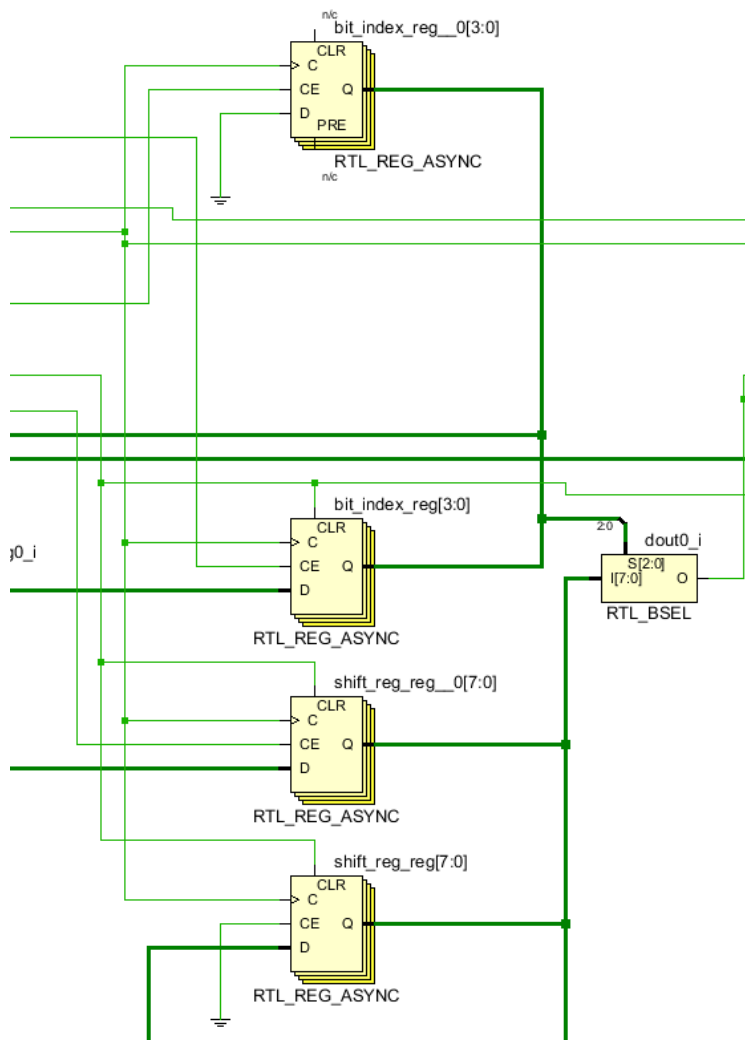 n/c
bit_index_reg__0[3:0]
CLR
C
CE
Q
D
PRE
RTL_REG_ASYNC
n/c
bit_index_reg[3:0]
CLR
C
CE
Q
D
RTL_REG_ASYNC
g0_i
2:0
dout0_i
S[2:0]
I[7:0]
O
RTL_BSEL
shift_reg_reg__0[7:0]
CLR
C
CE
Q
D
RTL_REG_ASYNC
shift_reg_reg[7:0]
CLR
C
CE
Q
D
RTL_REG_ASYNC